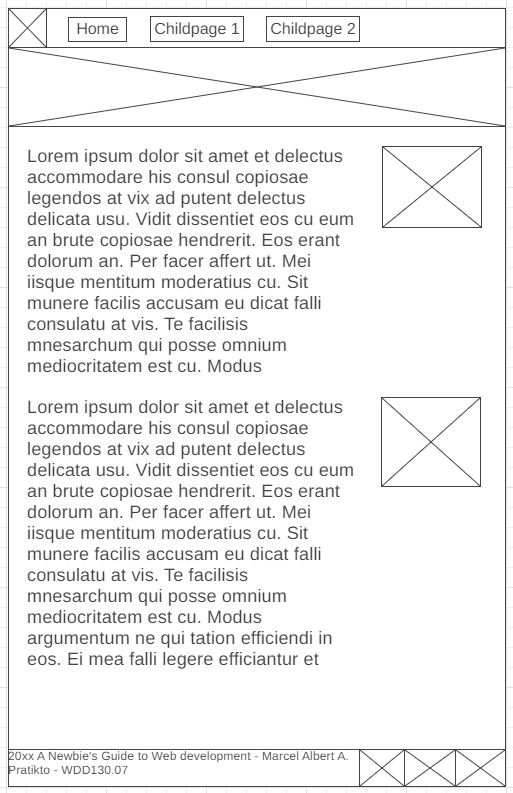 Home Childpage 1 Childpage 2
Lorem ipsum dolor sit amet et delectus
accommodare his consul copiosae
legendos at vix ad putent delectus
delicata usu. Vidit dissentiet eos cu eum
an brute copiosae hendrerit. Eos erant
dolorum an. Per facer affert ut. Mei
iisque mentitum moderatius cu. Sit
munere facilis accusam eu dicat falli
consulatu at vis. Te facilisis
mnesarchum qui posse omnium
mediocritatem est cu. Modus
Lorem ipsum dolor sit amet et delectus
accommodare his consul copiosae
legendos at vix ad putent delectus
delicata usu. Vidit dissentiet eos cu eum
an brute copiosae hendrerit. Eos erant
dolorum an. Per facer affert ut. Mei
iisque mentitum moderatius cu. Sit
munere facilis accusam eu dicat falli
consulatu at vis. Te facilisis
mnesarchum qui posse omnium
mediocritatem est cu. Modus
argumentum ne qui tation efficiendi in
eos. Ei mea falli legere efficiantur et
20xx A Newbie's Guide to Web development - Marcel Albert A.
Pratikto - WDD130.07